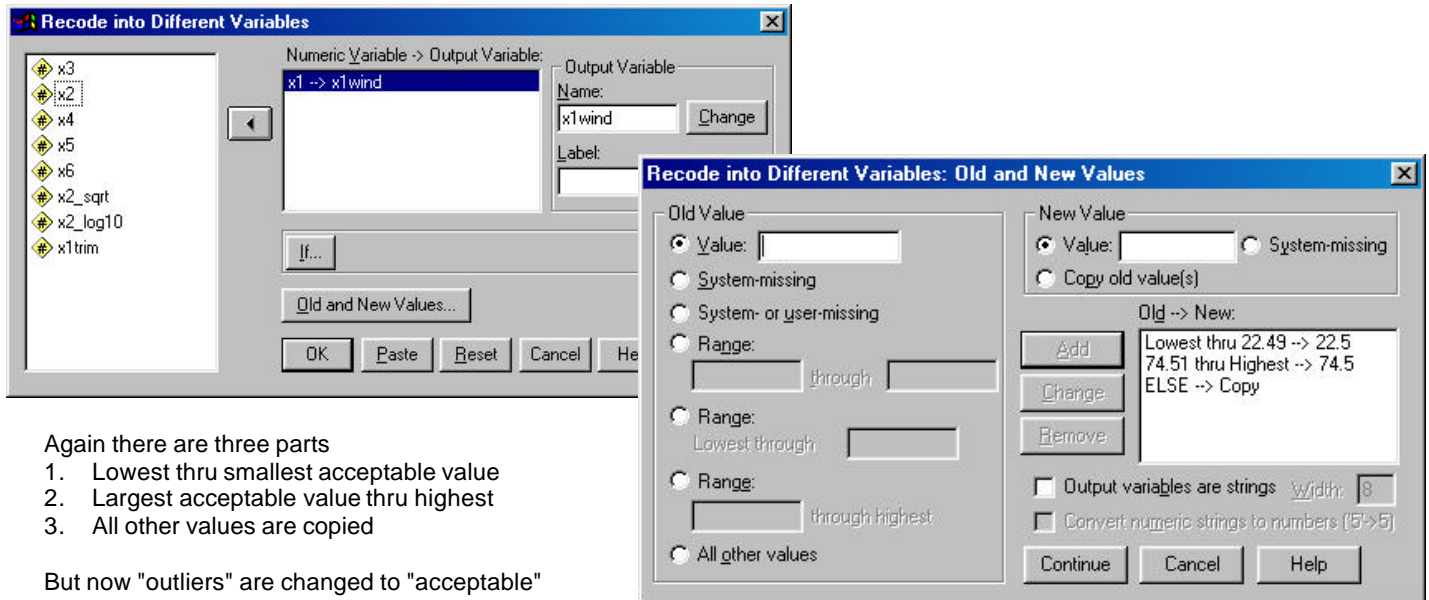 Recode into Different Variables
x3
x2
x4
x5
x6
x2_sqrt
x2_log10
x1trim
Numeric Variable -> Output Variable:
x1 --> x1wind
Output Variable
Name:
x1wind
Change
Label:
If...
Old and New Values...
OK
Paste
Reset
Cancel
He
Recode into Different Variables: Old and New Values
Old Value
Value:
System-missing
System- or user-missing
Range:
through
Range:
Lowest through
Range:
through highest
All other values
New Value
Value:
System-missing
Copy old value(s)
Old --> New:
Add
Change
Remove
Lowest thru 22.49 --> 22.5
74.51 thru Highest --> 74.5
ELSE --> Copy
Output variables are strings
Width: 8
Convert numeric strings to numbers ('5'->5)
Continue
Cancel
Help
Again there are three parts
1. Lowest thru smallest acceptable value
2. Largest acceptable value thru highest
3. All other values are copied
But now "outliers" are changed to "acceptable"